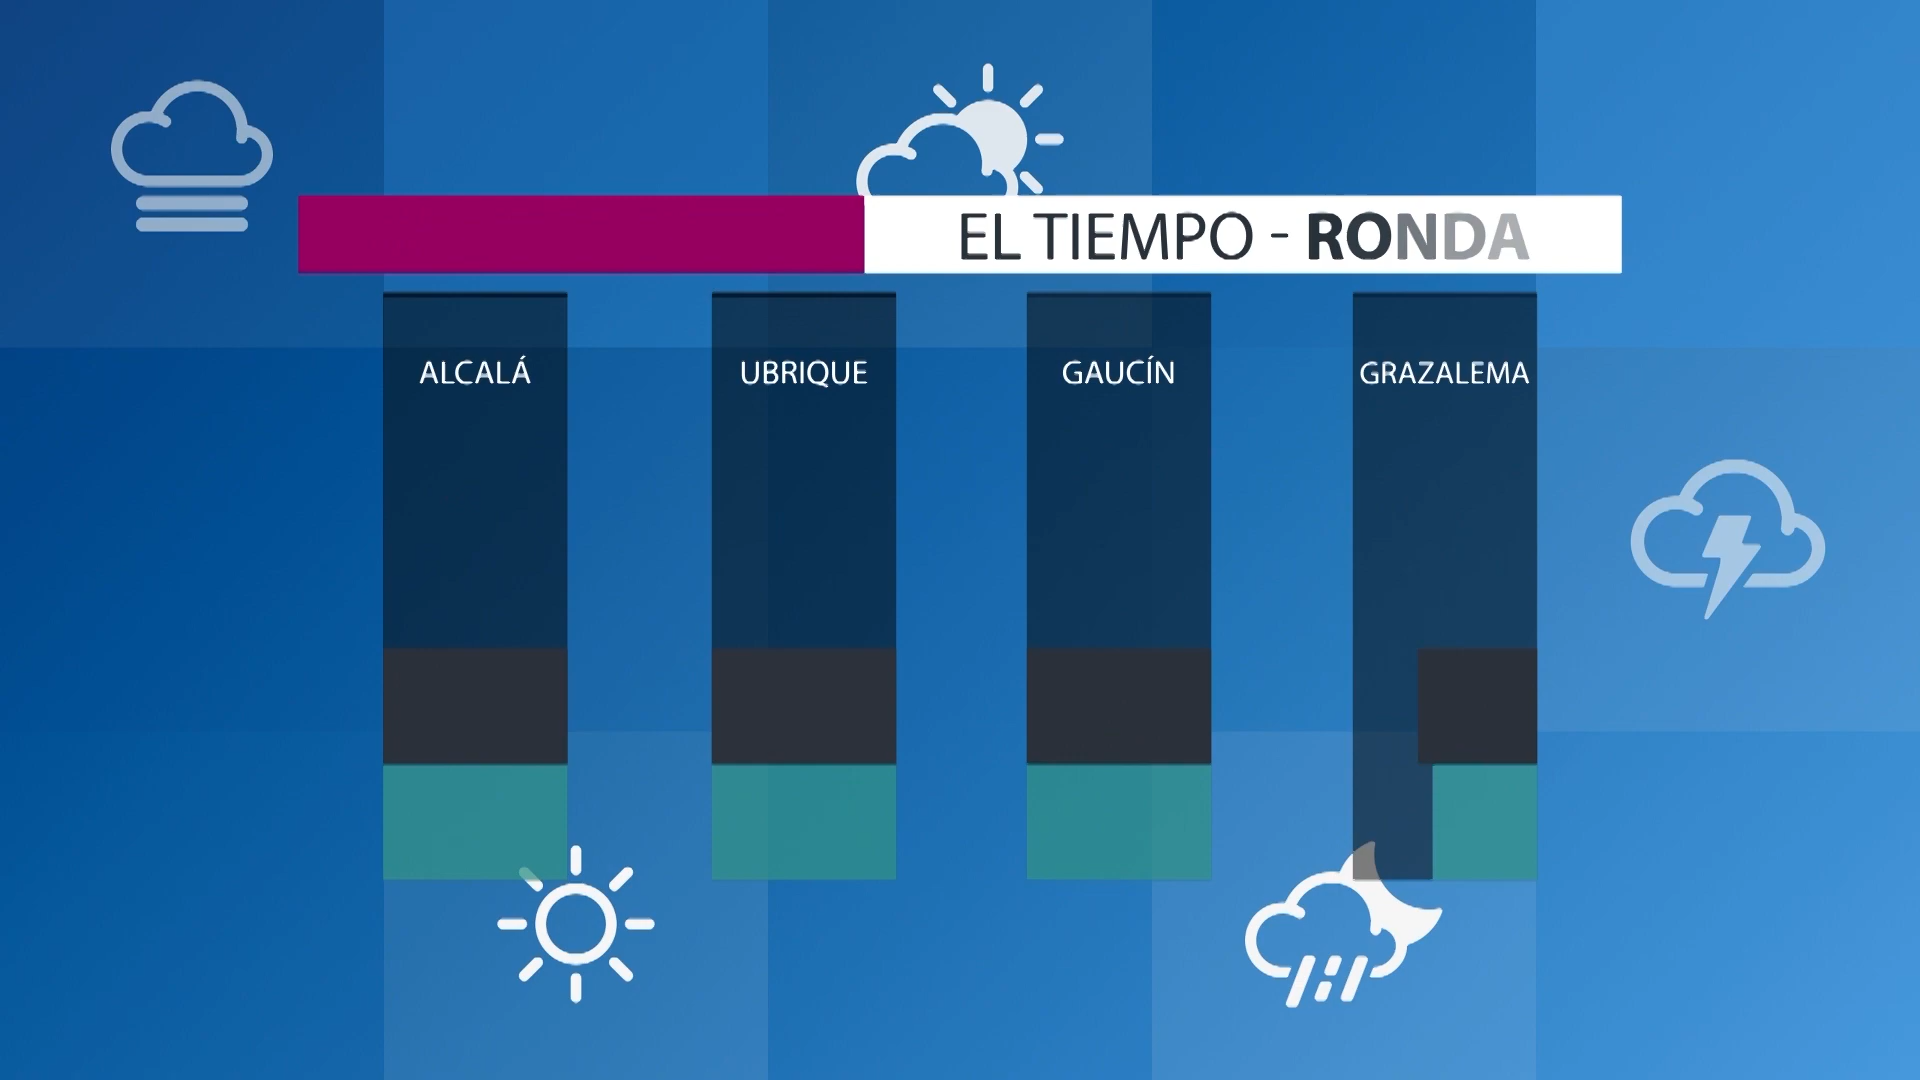 EL TIEMPO - RONDA
ALCALÁ
UBRIQUE
GAUCÍN
GRAZALEMA